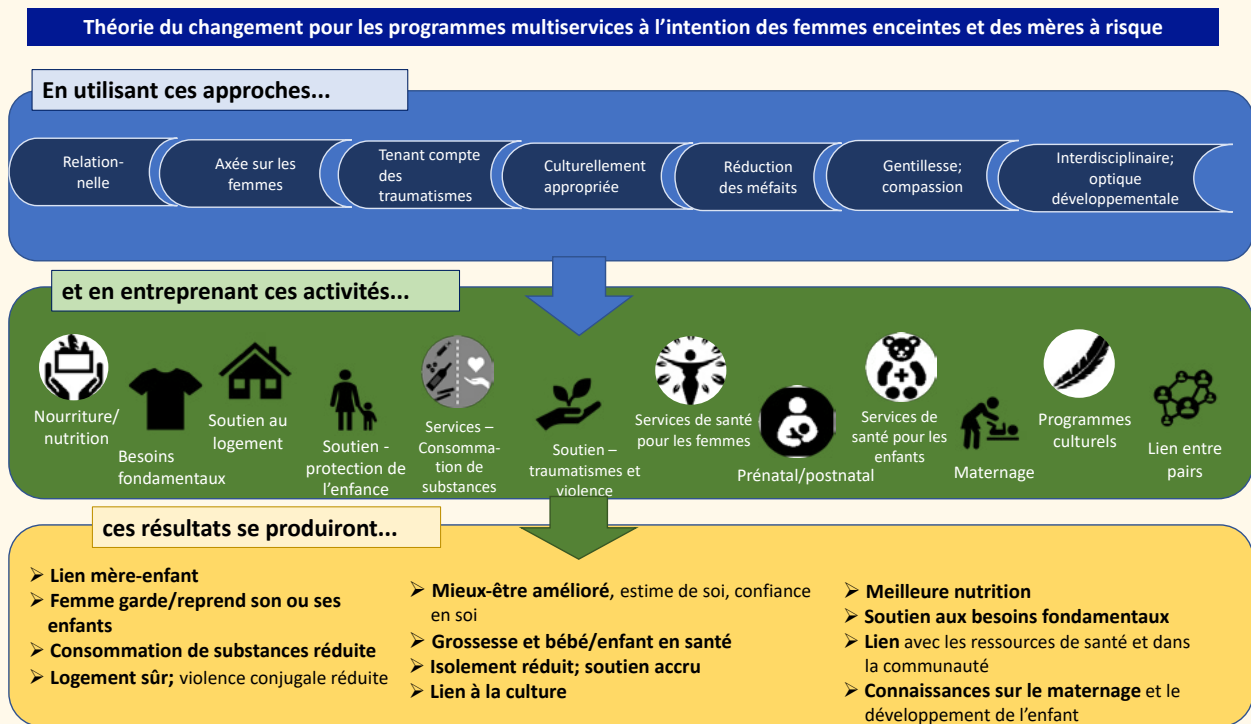 Théorie du changement pour les programmes multiservices à l'intention des femmes enceintes et des mères à risque
En utilisant ces approches...
Relation-
nelle
Axée sur les
femmes
Tenant compte
des
traumatismes
Culturellement
appropriée
Réduction
des méfaits
Gentillesse;
compassion
Interdisciplinaire;
optique
développementale
et en entreprenant ces activités...
Nourriture/
nutrition
Besoins
fondamentaux
Soutien au
logement
Soutien -
protection de
l'enfance
Services –
Consomma-
tion de
substances
Soutien –
traumatismes et
violence
Services de santé
pour les femmes
Prénatal/postnatal
Services de
santé pour les
enfants
Maternage
Programmes
culturels
Lien entre
pairs
ces résultats se produiront...
➢ Lien mère-enfant
➢ Femme garde/reprend son ou ses
enfants
➢ Consommation de substances réduite
➢ Logement sûr; violence conjugale réduite
➢ Mieux-être amélioré, estime de soi, confiance
en soi
➢ Grossesse et bébé/enfant en santé
➢ Isolement réduit; soutien accru
➢ Lien à la culture
➢ Meilleure nutrition
➢ Soutien aux besoins fondamentaux
➢ Lien avec les ressources de santé et dans
la communauté
➢ Connaissances sur le maternage et le
développement de l'enfant